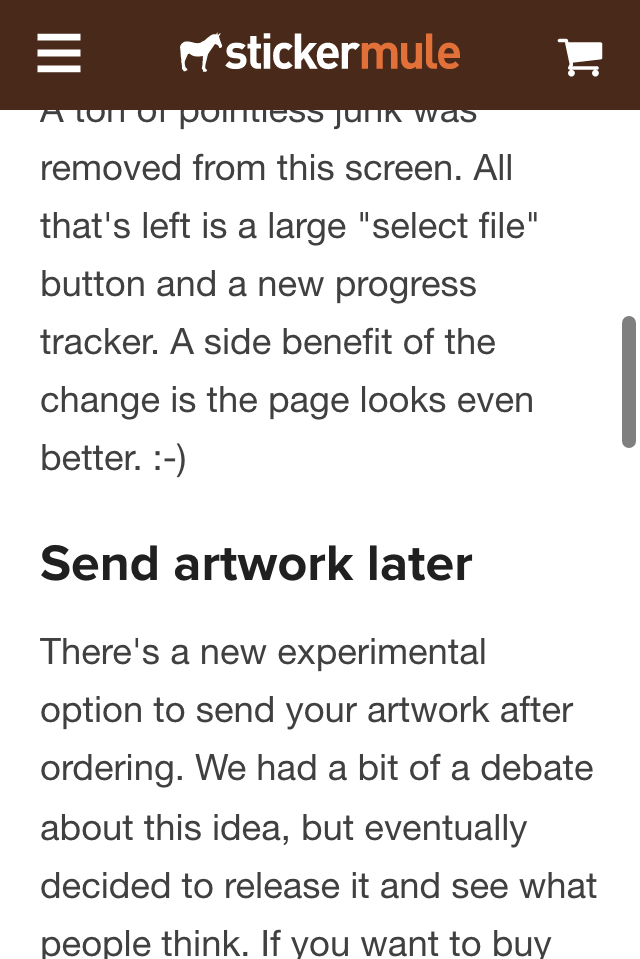 stickermule
A ton of pointless junk was
removed from this screen. All
that's left is a large "select file"
button and a new progress
tracker. A side benefit of the
change is the page looks even
better. :-)
Send artwork later
There's a new experimental
option to send your artwork after
ordering. We had a bit of a debate
about this idea, but eventually
decided to release it and see what
people think. If you want to buy